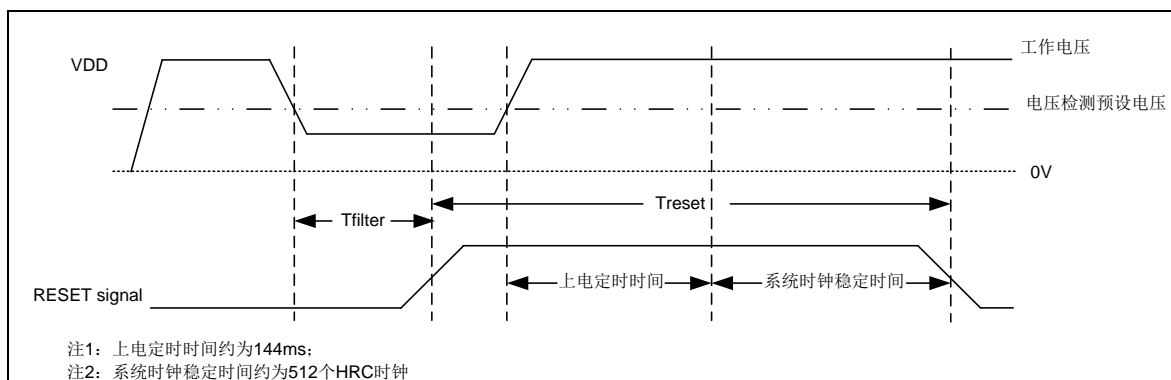 工作电压
VDD
电压检测预设电压
0V
Treset
Tfilter
上电定时时间
系统时钟稳定时间
RESET signal
注1：上电定时时间约为144ms；
注2：系统时钟稳定时间约为512个HRC时钟